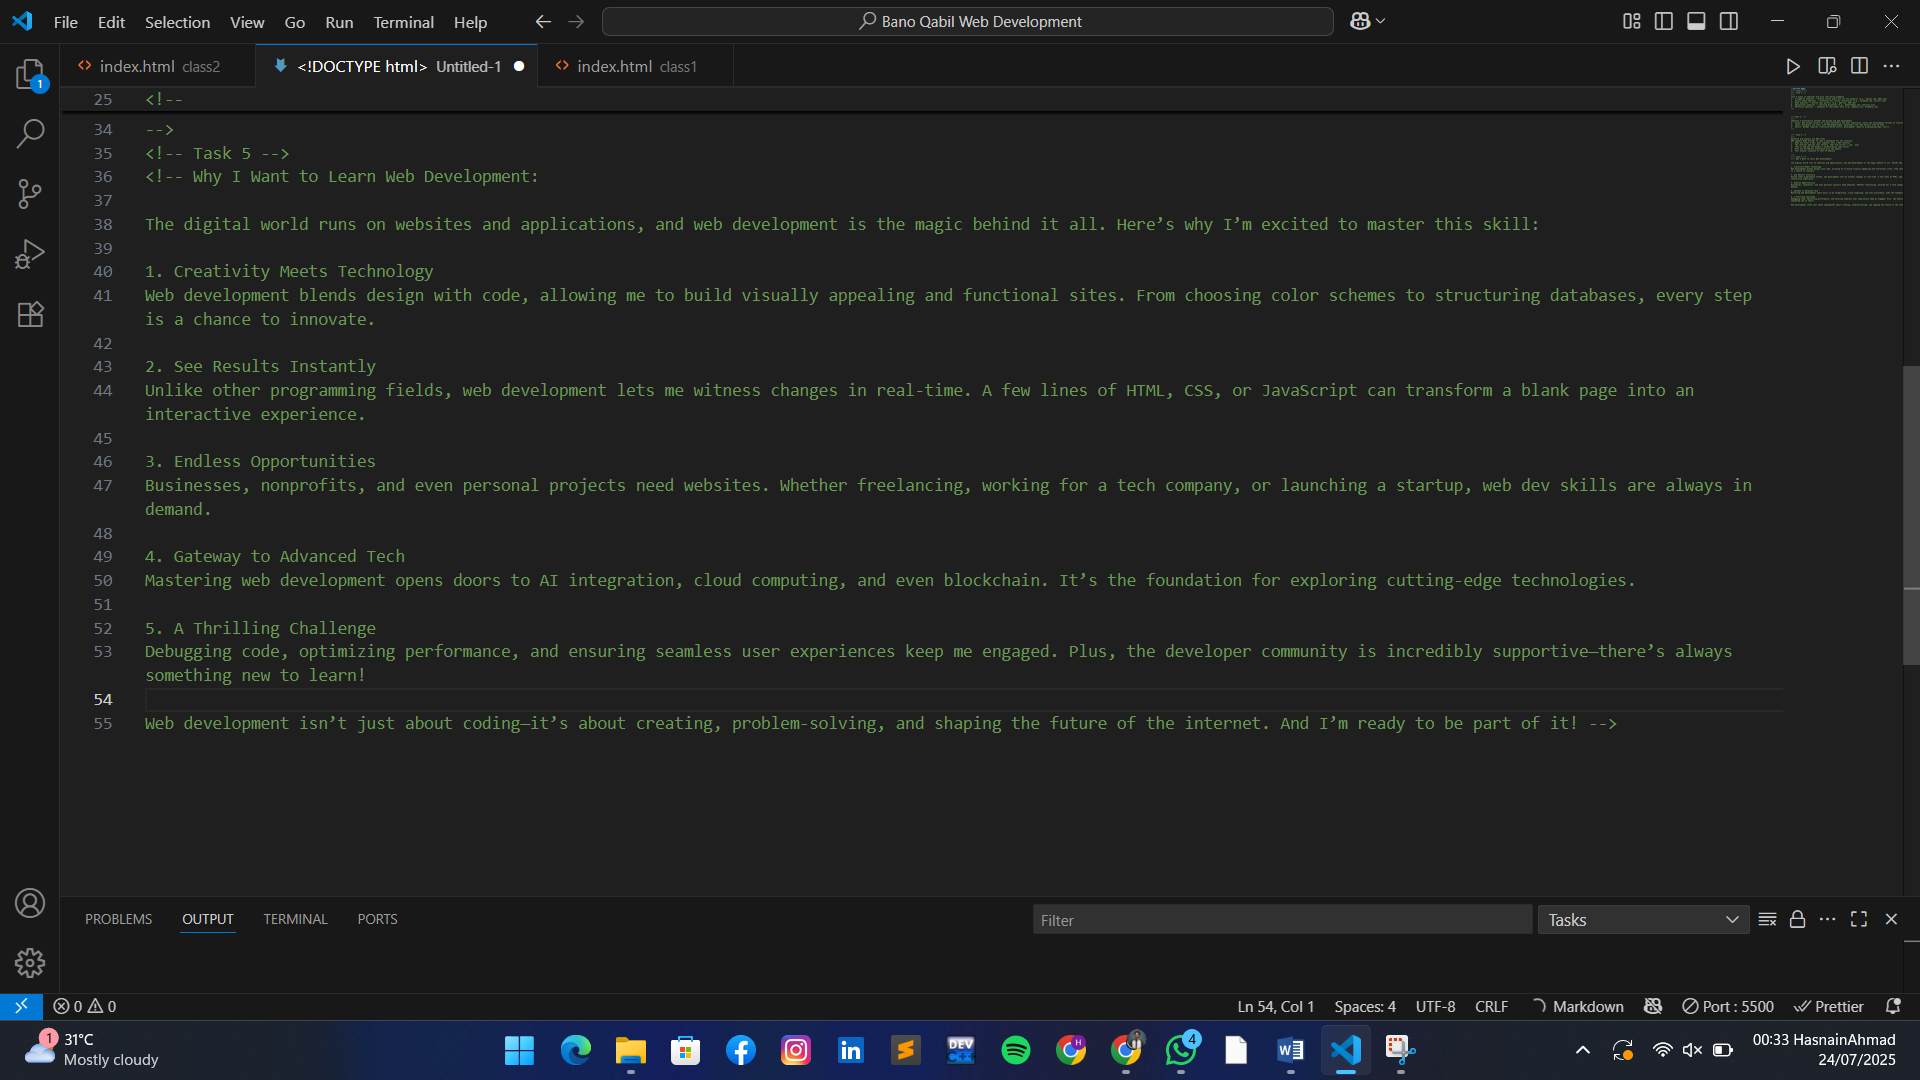 File Edit Selection View Go Run Terminal Help
Bano Qabil Web Development
1
index.html class2
<!DOCTYPE html> Untitled-1
index.html class1
25 <!--
34 -->
35 <!-- Task 5 -->
36 <!-- Why I Want to Learn Web Development:
37
38 The digital world runs on websites and applications, and web development is the magic behind it all. Here’s why I’m excited to master this skill:
39
40 1. Creativity Meets Technology
41 Web development blends design with code, allowing me to build visually appealing and functional sites. From choosing color schemes to structuring databases, every step
is a chance to innovate.
42
43 2. See Results Instantly
44 Unlike other programming fields, web development lets me witness changes in real-time. A few lines of HTML, CSS, or JavaScript can transform a blank page into an
interactive experience.
45
46 3. Endless Opportunities
47 Businesses, nonprofits, and even personal projects need websites. Whether freelancing, working for a tech company, or launching a startup, web dev skills are always in
demand.
48
49 4. Gateway to Advanced Tech
50 Mastering web development opens doors to AI integration, cloud computing, and even blockchain. It’s the foundation for exploring cutting-edge technologies.
51
52 5. A Thrilling Challenge
53 Debugging code, optimizing performance, and ensuring seamless user experiences keep me engaged. Plus, the developer community is incredibly supportive—there’s always
something new to learn!
54
55 Web development isn’t just about coding—it’s about creating, problem-solving, and shaping the future of the internet. And I’m ready to be part of it! -->
PROBLEMS OUTPUT TERMINAL PORTS
Filter
Tasks
0 0
Ln 54, Col 1 Spaces: 4 UTF-8 CRLF Markdown Port : 5500 Prettier
1
31°C
Mostly cloudy
DEV
H
4
00:33 HasnainAhmad
24/07/2025